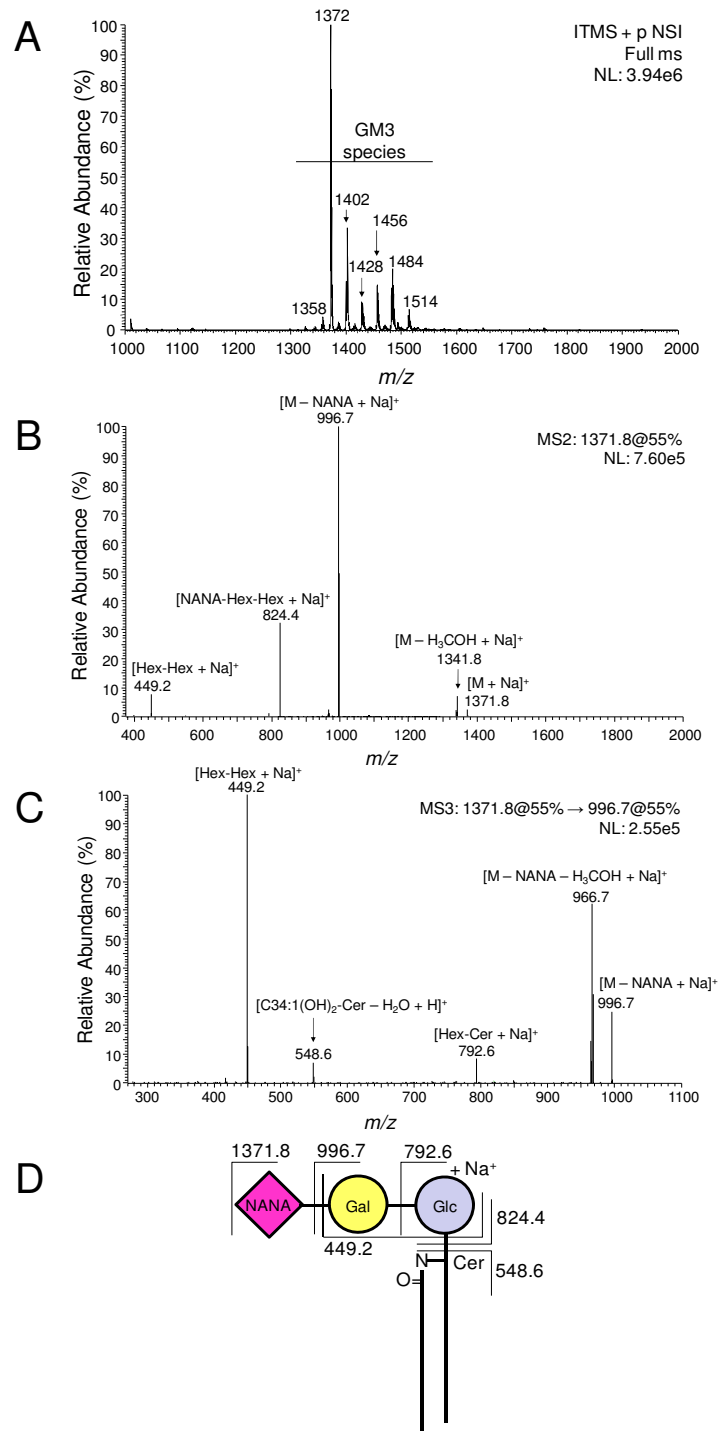 A
ITMS + p NSI
Full ms
NL: 3.94e6
Relative Abundance (%)
100
90
80
70
60
50
40
30
20
10
0
1372
GM3
species
1402
1456
1428
1484
1358
1514
1000 1100 1200 1300 1400 1500 1600 1700 1800 1900 2000
m/z
B
[M – NANA + Na]⁺
996.7
MS2: 1371.8@55%
NL: 7.60e5
Relative Abundance (%)
100
90
80
70
60
50
40
30
20
10
0
[NANA-Hex-Hex + Na]⁺
824.4
[Hex-Hex + Na]⁺
449.2
[M – H₃COH + Na]⁺
1341.8
[M + Na]⁺
1371.8
400 600 800 1000 1200 1400 1600 1800 2000
m/z
C
[Hex-Hex + Na]⁺
449.2
MS3: 1371.8@55% → 996.7@55%
NL: 2.55e5
Relative Abundance (%)
100
90
80
70
60
50
40
30
20
10
0
[M – NANA – H₃COH + Na]⁺
966.7
[M – NANA + Na]⁺
996.7
[C34:1(OH)₂-Cer – H₂O + H]⁺
548.6
[Hex-Cer + Na]⁺
792.6
300 400 500 600 700 800 900 1000 1100
m/z
D
1371.8 996.7 792.6
+ Na⁺
NANA Gal Glc
824.4
449.2
N Cer
548.6
O=